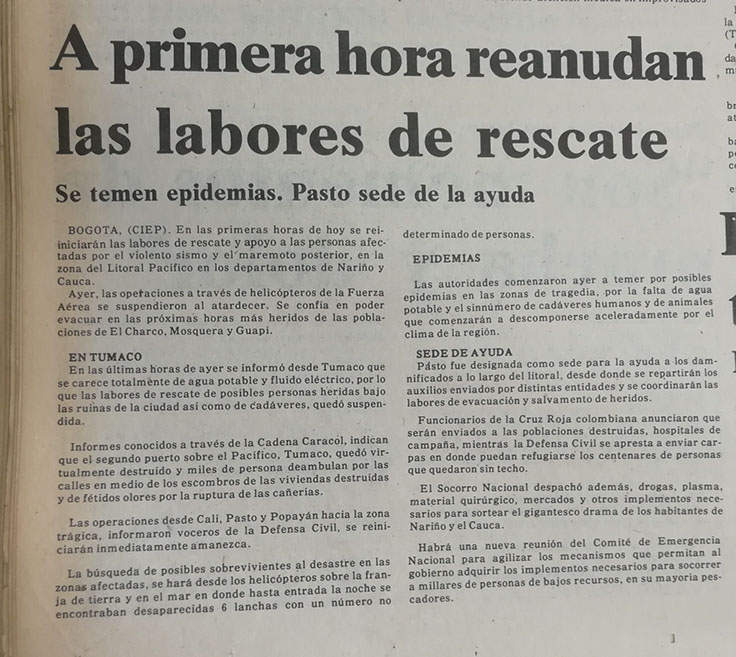 A primera hora reanudan
las labores de rescate
Se temen epidemias. Pasto sede de la ayuda
BOGOTA, (CIEP). En las primeras horas de hoy se rei-
iniciarán las labores de rescate y apoyo a las personas afec-
tadas por el violento sismo y el maremoto posterior, en la
zona del Litoral Pacífico en los departamentos de Nariño y
Cauca.
Ayer, las operaciones a través de helicópteros de la Fuerza
Aérea se suspendieron al atardecer. Se confía en poder
evacuar en las próximas horas más heridos de las pobla-
ciones de El Charco, Mosquera y Guapi.
EN TUMACO
En las últimas horas de ayer se informó desde Tumaco que
se carece totalmente de agua potable y fluido eléctrico, por lo
que las labores de rescate de posibles personas heridas bajo
las ruinas de la ciudad así como de cadáveres, quedó suspen-
dida.
Informes conocidos a través de la Cadena Caracol, indican
que el segundo puerto sobre el Pacífico, Tumaco, quedó vir-
tualmente destruido y miles de persona deambulan por las
calles en medio de los escombros de las viviendas destruidas
y de fétidos olores por la ruptura de las cañerías.
Las operaciones desde Cali, Pasto y Popayán hacia la zona
trágica, informaron voceros de la Defensa Civil, se reini-
ciarán inmediatamente amanezca.
La búsqueda de posibles sobrevivientes al desastre en las
zonas afectadas, se hará desde los helicópteros sobre la fran-
ja de tierra y en el mar en donde hasta entrada la noche se
encontraban desaparecidas 6 lanchas con un número no
determinado de personas.
EPIDEMIAS
Las autoridades comenzaron ayer a temer por posibles
epidemias en las zonas de tragedia, por la falta de agua
potable y el sinnúmero de cadáveres humanos y de animales
que comenzarán a descomponerse aceleradamente por el
clima de la región.
SEDE DE AYUDA
Pasto fue designada como sede para la ayuda a los dam-
nificados a lo largo del litoral, desde donde se repartirán los
auxilios enviados por distintas entidades y se coordinarán las
labores de evacuación y salvamento de heridos.
Funcionarios de la Cruz Roja colombiana anunciaron que
serán enviados a las poblaciones destruidas, hospitales de
campaña, mientras la Defensa Civil se apresta a enviar car-
pas en donde puedan refugiarse los centenares de personas
que quedaron sin techo.
El Socorro Nacional despachó además, drogas, plasma,
material quirúrgico, mercados y otros implementos nece-
sarios para sortear el gigantesco drama de los habitantes de
Nariño y el Cauca.
Habrá una nueva reunión del Comité de Emergencia
Nacional para agilizar los mecanismos que permitan al
gobierno adquirir los implementos necesarios para socorrer
a millares de personas de bajos recursos, en su mayoria pes-
cadores.